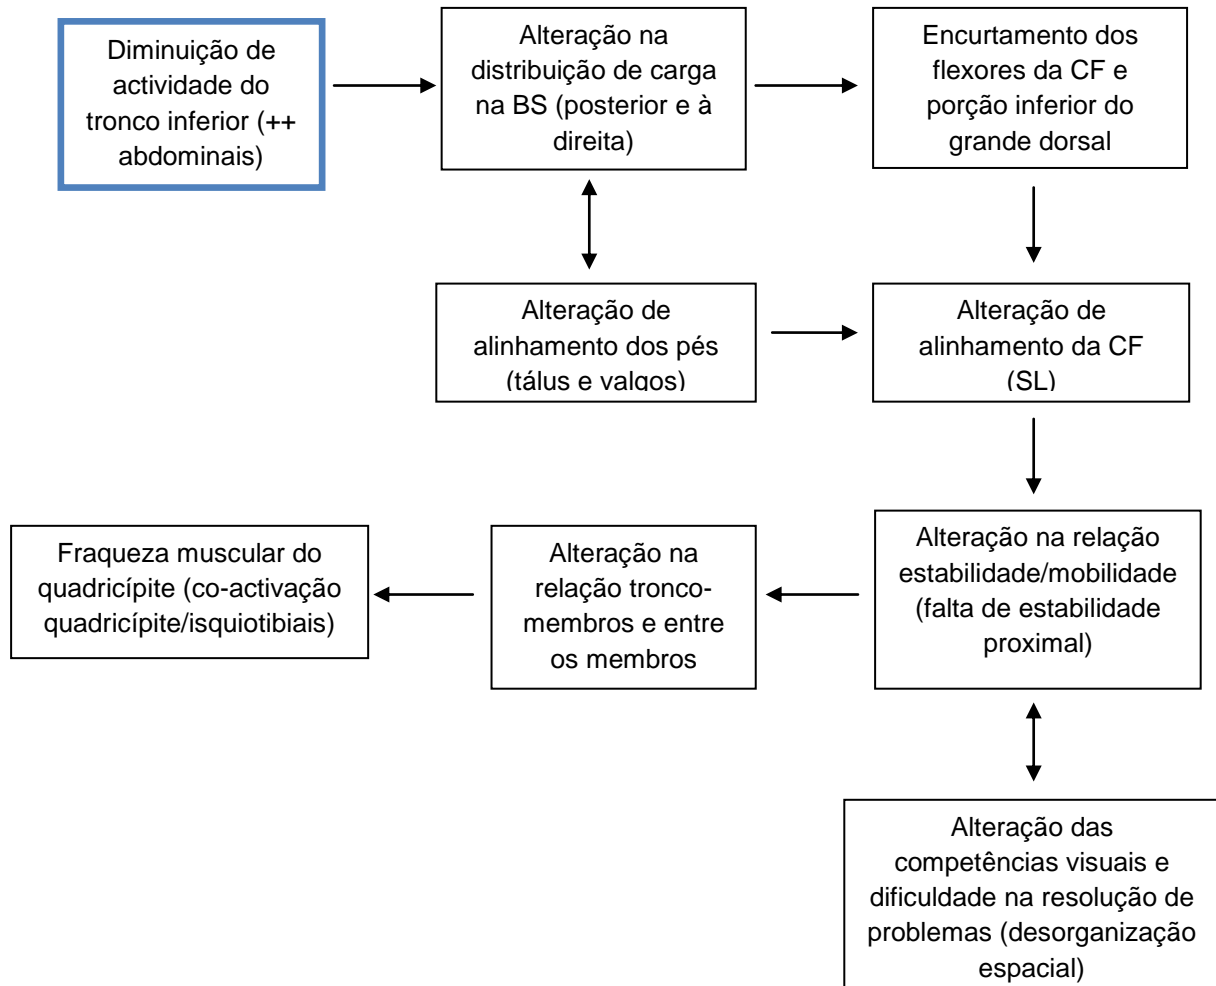 Diminuição de
actividade do
tronco inferior (++
abdominais)
Alteração na
distribuição de carga
na BS (posterior e à
direita)
Encurtamento dos
flexores da CF e
porção inferior do
grande dorsal
Alteração de
alinhamento dos pés
(tálus e valgos)
Alteração de
alinhamento da CF
(SL)
Fraqueza muscular do
quadricípite (co-activação
quadricípite/isquiotibiais)
Alteração na
relação tronco-
membros e entre
os membros
Alteração na relação
estabilidade/mobilidade
(falta de estabilidade
proximal)
Alteração das
competências visuais e
dificuldade na resolução de
problemas (desorganização
espacial)